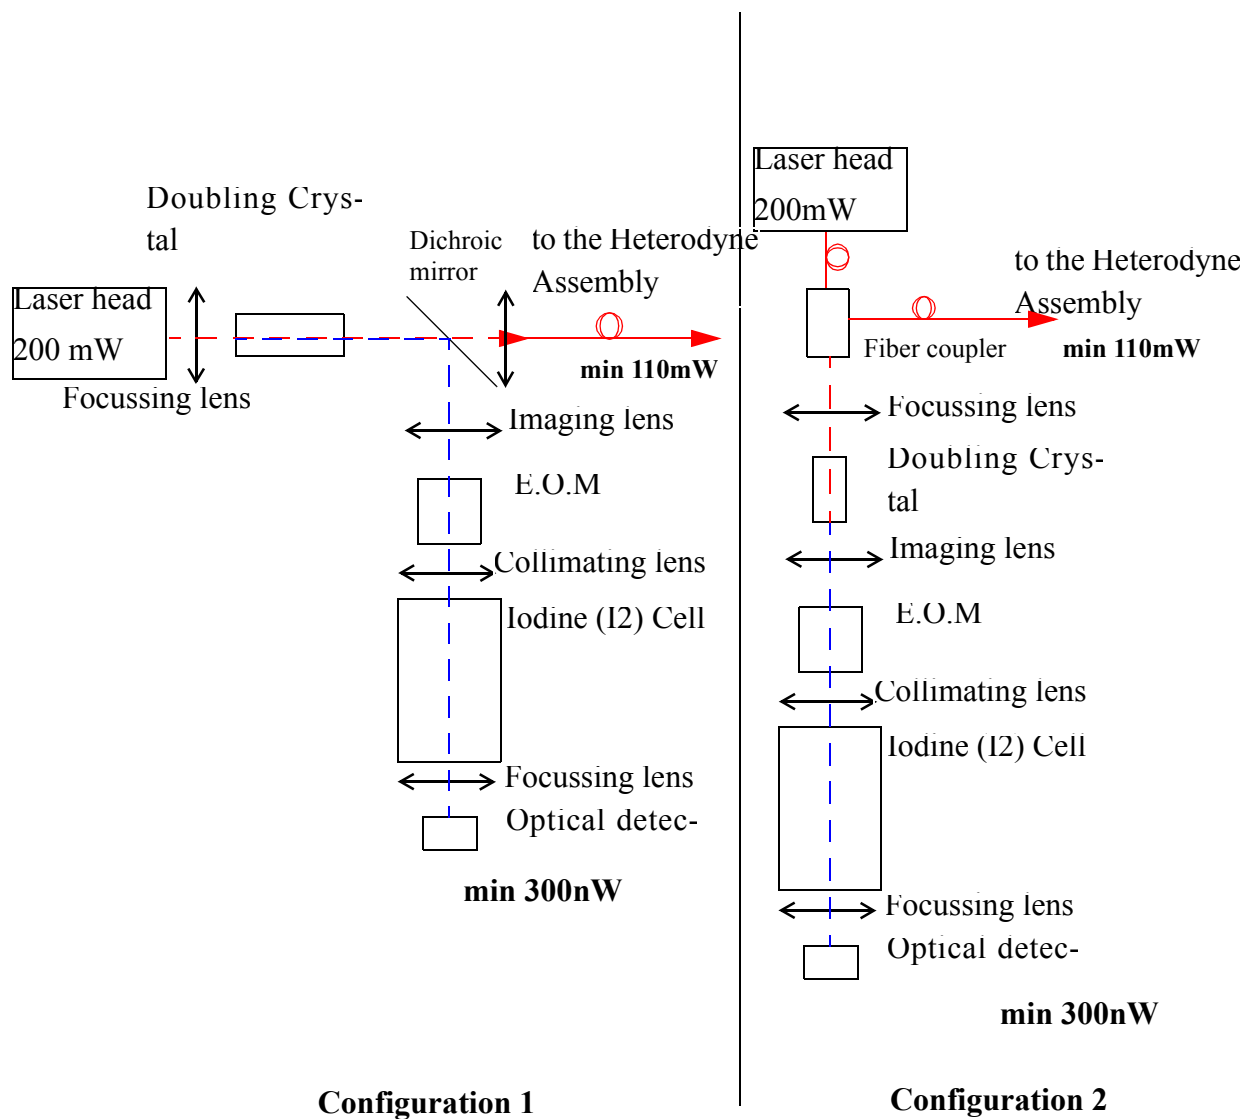 Doubling Crys-
tal
Dichroic
mirror
to the Heterodyne
Assembly
Laser head
200 mW
min 110mW
Focussing lens
Imaging lens
E.O.M
Collimating lens
Iodine (I2) Cell
Focussing lens
Optical detec-
min 300nW
Configuration 1
Laser head
200mW
to the Heterodyne
Assembly
Fiber coupler
min 110mW
Focussing lens
Doubling Crys-
tal
Imaging lens
E.O.M
Collimating lens
Iodine (I2) Cell
Focussing lens
Optical detec-
min 300nW
Configuration 2